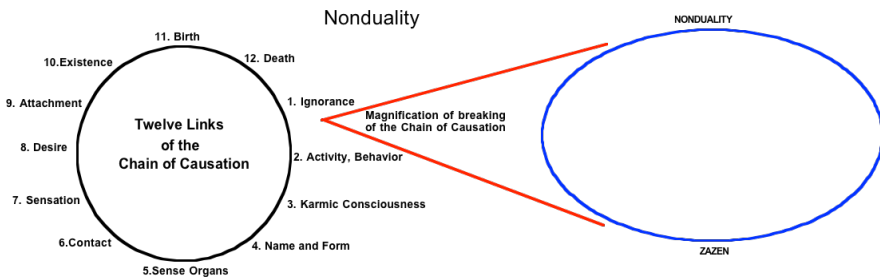 Nonduality
11. Birth
12. Death
1. Ignorance
2. Activity, Behavior
3. Karmic Consciousness
4. Name and Form
5.Sense Organs
6.Contact
7. Sensation
8. Desire
9. Attachment
10.Existence
Twelve Links
of the
Chain of Causation
Magnification of breaking
of the Chain of Causation
NONDUALITY
ZAZEN